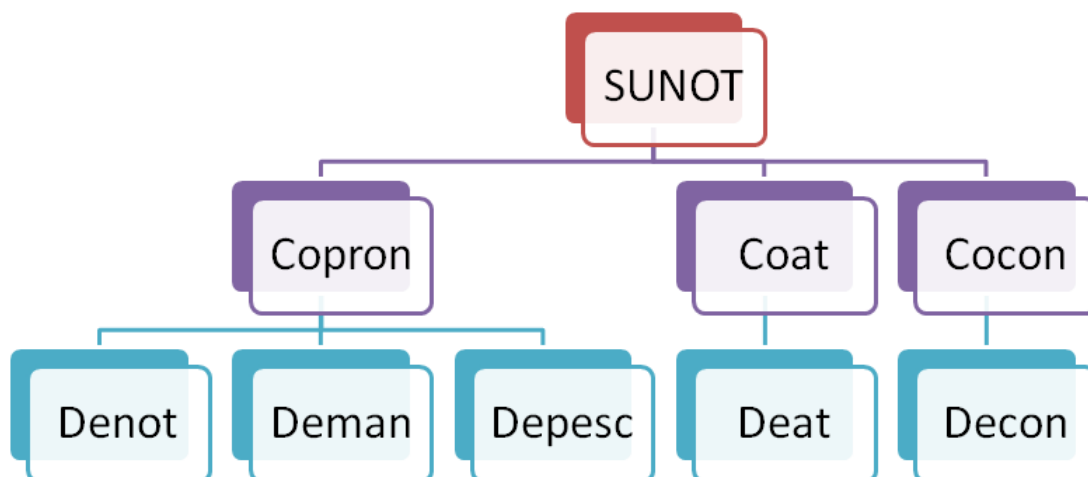 SUNOT
Copron
Coat
Cocon
Denot
Deman
Depesc
Deat
Decon